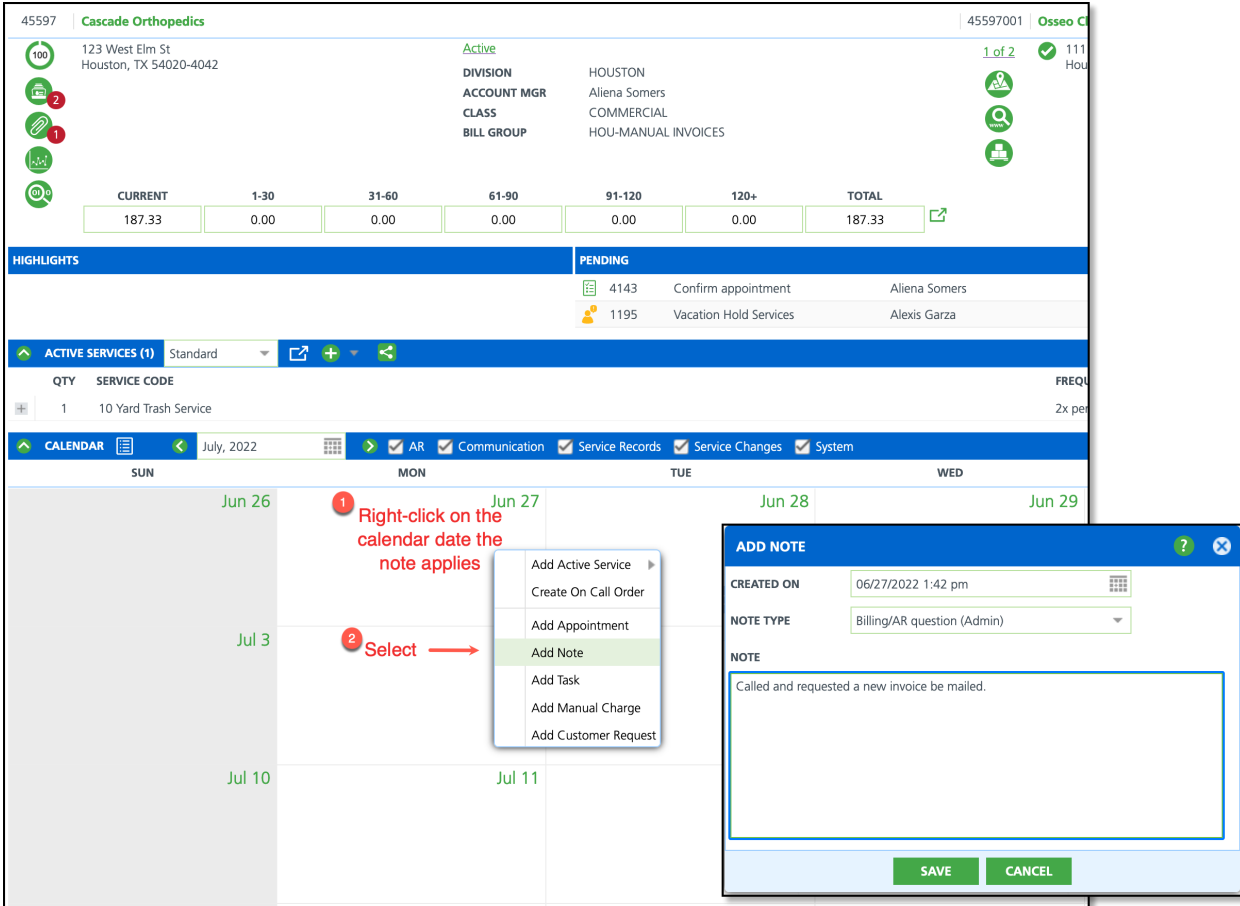 45597 Cascade Orthopedics 45597001 Osseo Cl
100 123 West Elm St Active 1 of 2 111
Houston, TX 54020-4042 Hou
DIVISION HOUSTON
2 ACCOUNT MGR Aliena Somers
CLASS COMMERCIAL
1 BILL GROUP HOU-MANUAL INVOICES
www
CURRENT 1-30 31-60 61-90 91-120 120+ TOTAL
187.33 0.00 0.00 0.00 0.00 0.00 187.33
HIGHLIGHTS PENDING
4143 Confirm appointment Aliena Somers
1195 Vacation Hold Services Alexis Garza
ACTIVE SERVICES (1) Standard
QTY SERVICE CODE FREQU
1 10 Yard Trash Service 2x per
CALENDAR July, 2022 AR Communication Service Records Service Changes System
SUN MON TUE WED
Jun 26 Jun 27 Jun 28 Jun 29
1 Right-click on the
calendar date the
note applies
Add Active Service
Create On Call Order
Add Appointment
Jul 3 2 Select Add Note
Add Task
Add Manual Charge
Add Customer Request
Jul 10 Jul 11
ADD NOTE ?
CREATED ON 06/27/2022 1:42 pm
NOTE TYPE Billing/AR question (Admin)
NOTE
Called and requested a new invoice be mailed.
SAVE CANCEL